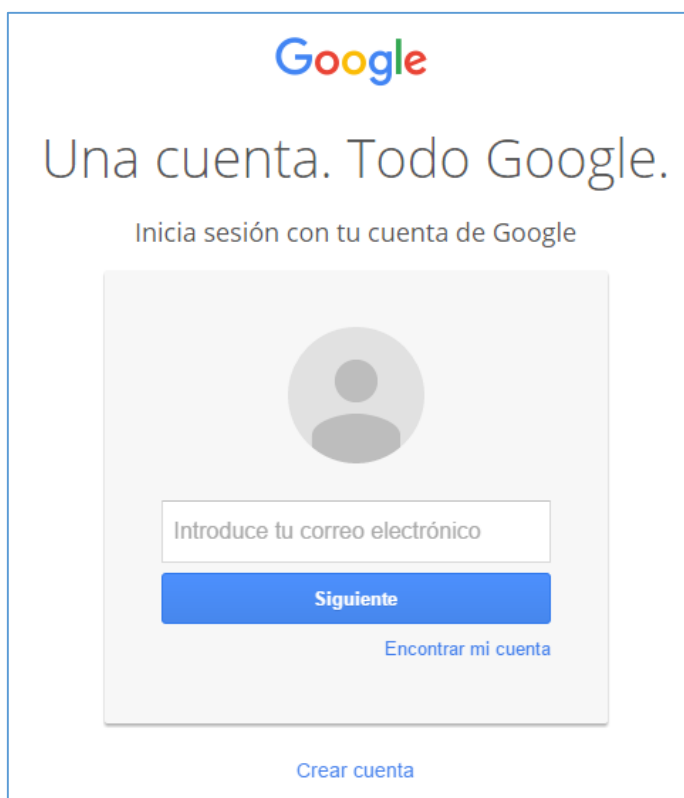 Google
Una cuenta. Todo Google.
Inicia sesión con tu cuenta de Google
Introduce tu correo electrónico
Siguiente
Encontrar mi cuenta
Crear cuenta